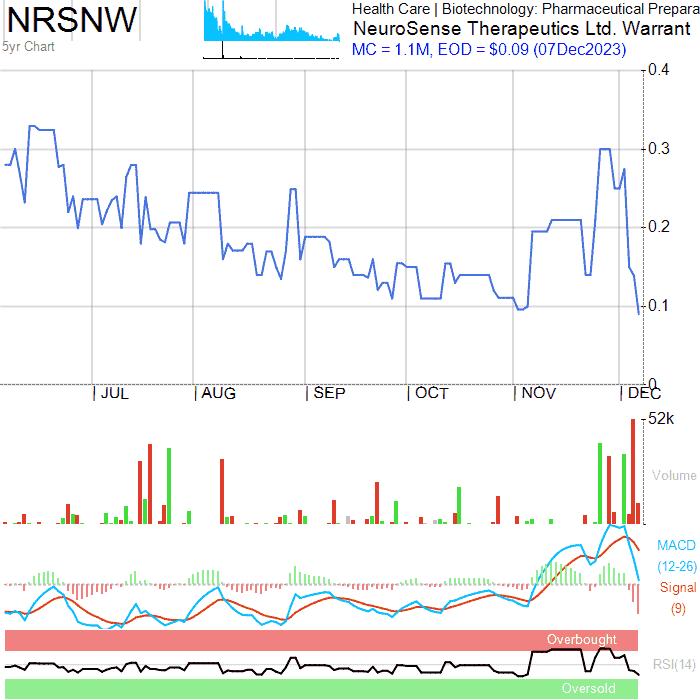 NRSNW
5yr Chart
Health Care | Biotechnology: Pharmaceutical Prepara
NeuroSense Therapeutics Ltd. Warrant
MC = 1.1M, EOD = $0.09 (07Dec2023)
0.4
0.3
0.2
0.1
0
JUL
AUG
SEP
OCT
NOV
DEC
52k
Volume
MACD
(12-26)
Signal
(9)
Overbought
RSI(14)
Oversold